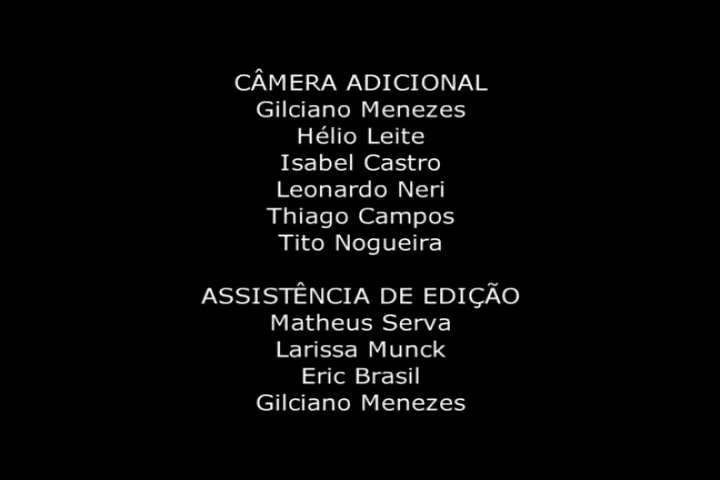 CÂMERA ADICIONAL
Gilciano Menezes
Hélio Leite
Isabel Castro
Leonardo Neri
Thiago Campos
Tito Nogueira
ASSISTÊNCIA DE EDIÇÃO
Matheus Serva
Larissa Munck
Eric Brasil
Gilciano Menezes